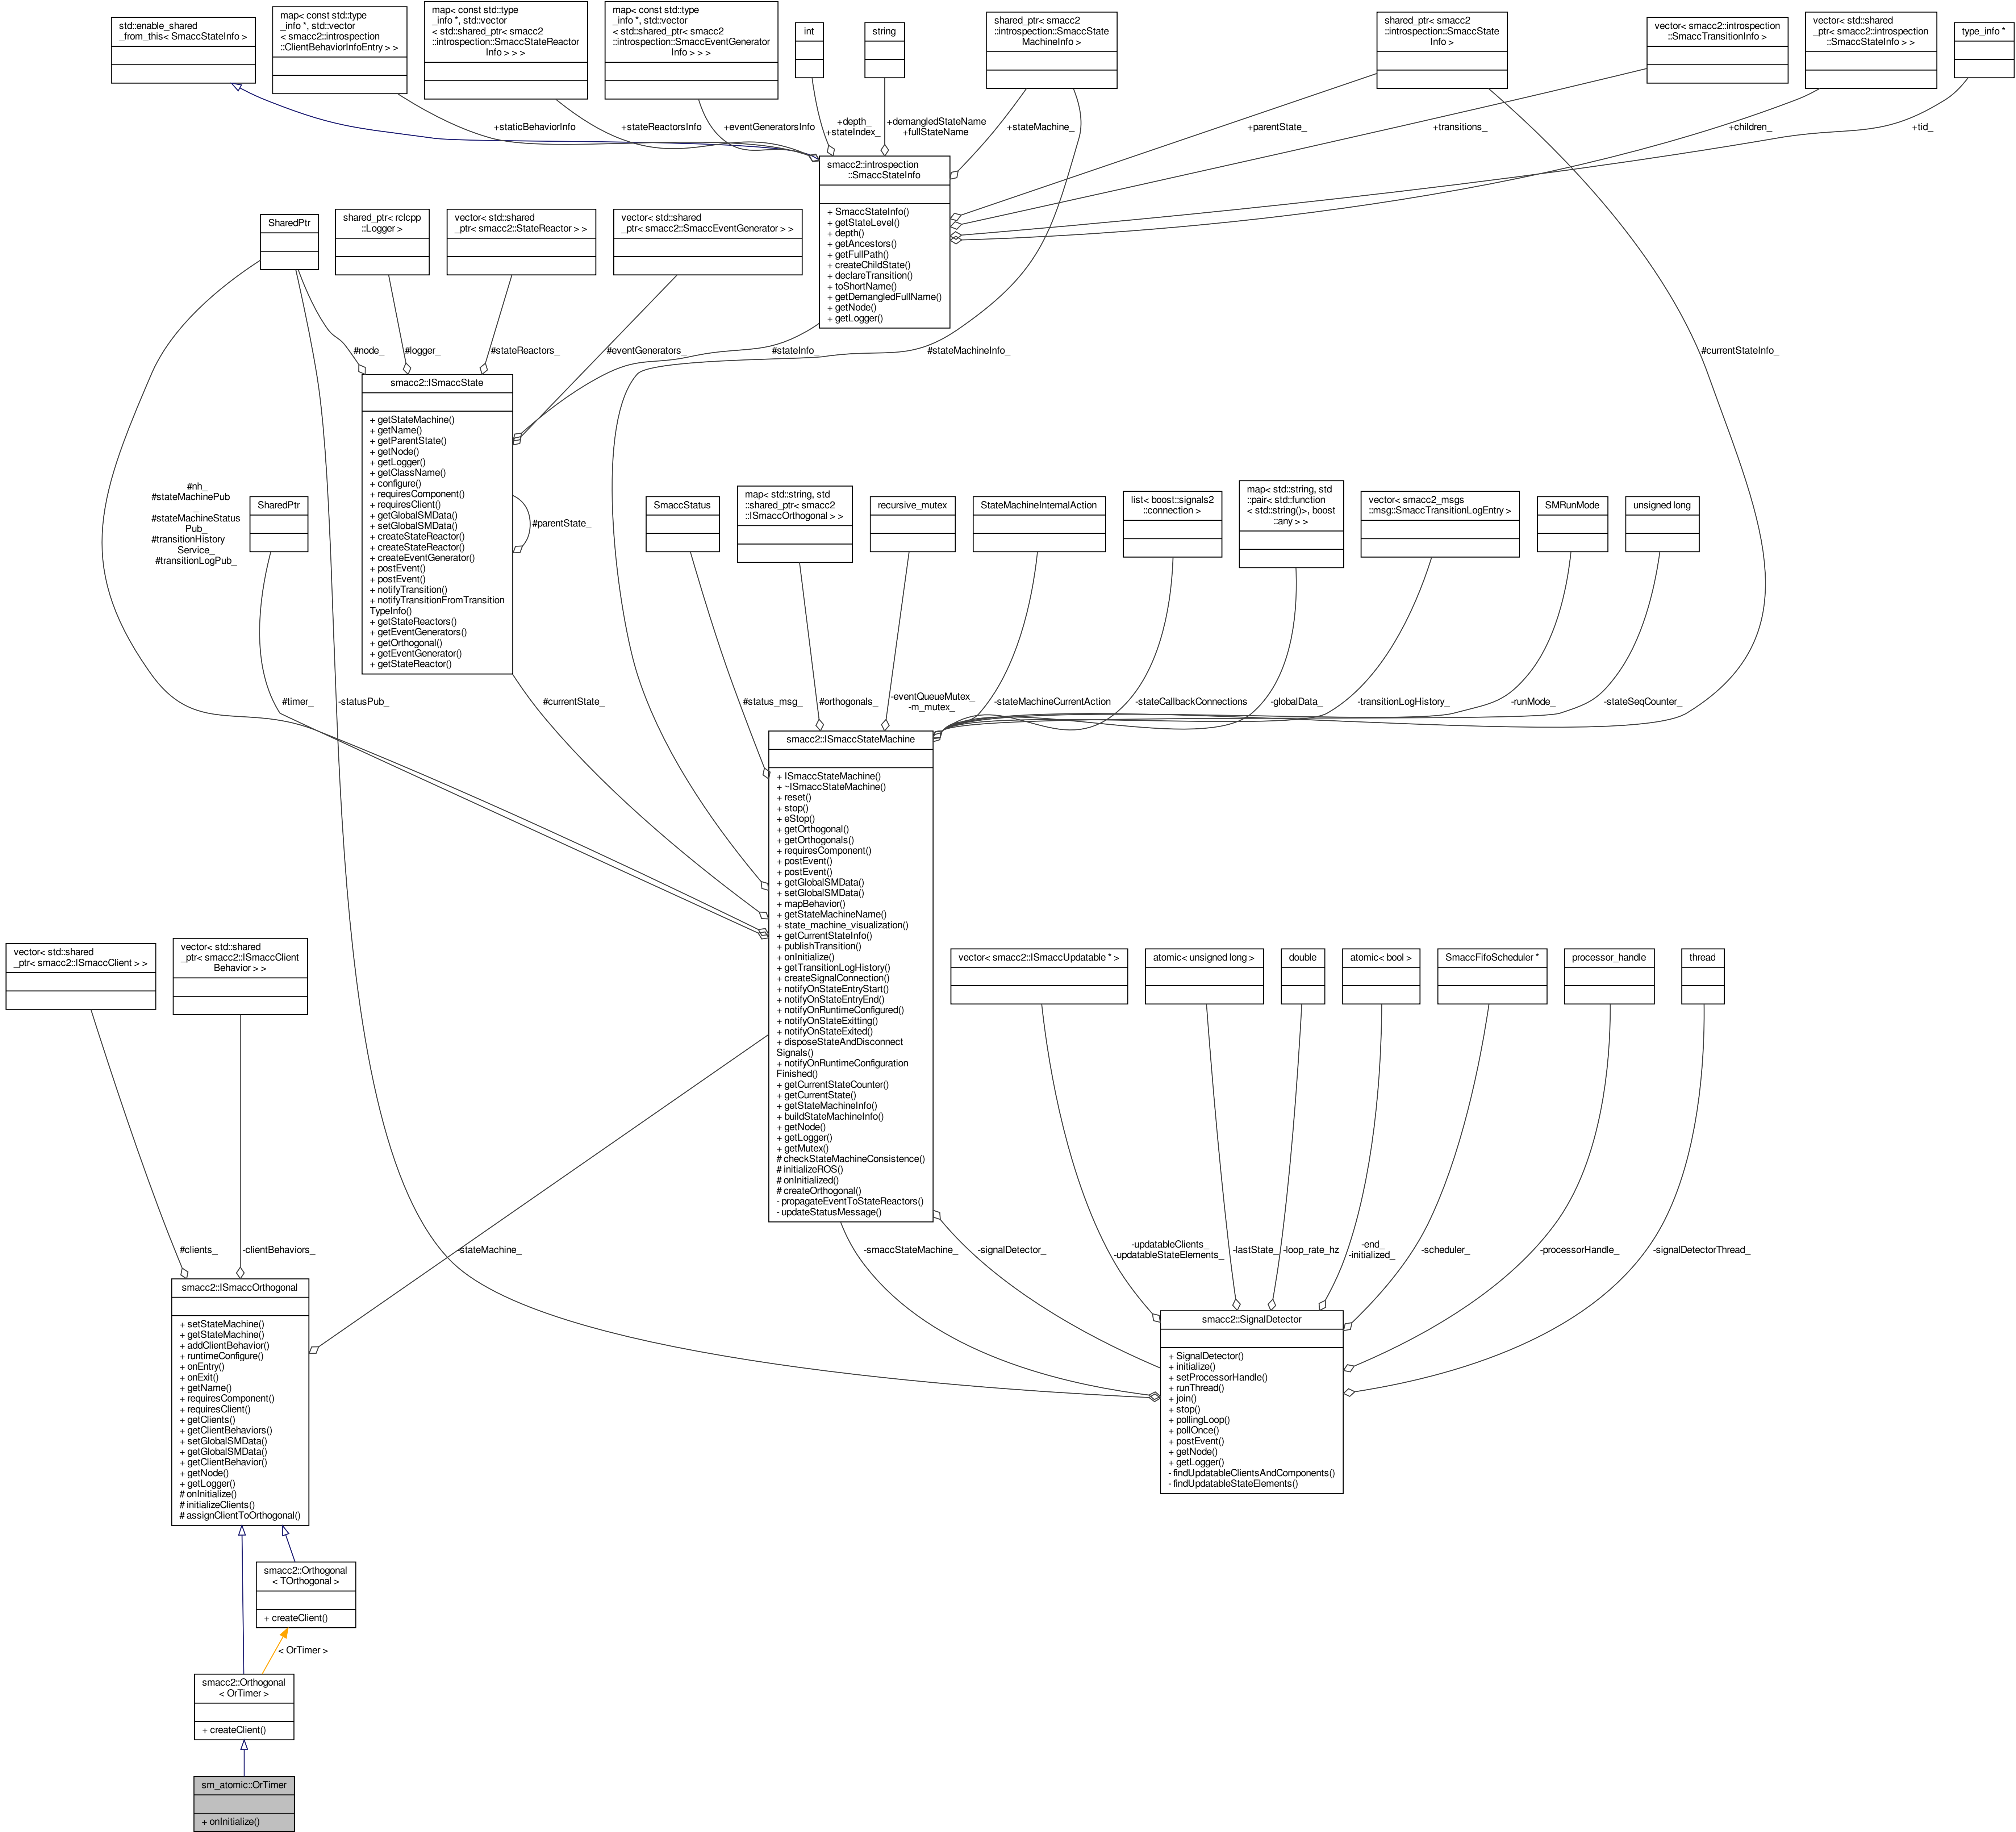 std::enable_shared
_from_this< SmaccStateInfo >
map< const std::type
_info *, std::vector
< smacc2::introspection
::ClientBehaviorInfoEntry > >
map< const std::type
_info *, std::vector
< std::shared_ptr< smacc2
::introspection::SmaccStateReactor
Info > > >
map< const std::type
_info *, std::vector
< std::shared_ptr< smacc2
::introspection::SmaccEventGenerator
Info > > >
int
string
shared_ptr< smacc2
::introspection::SmaccState
MachineInfo >
shared_ptr< smacc2
::introspection::SmaccState
Info >
vector< smacc2::introspection
::SmaccTransitionInfo >
vector< std::shared
_ptr< smacc2::introspection
::SmaccStateInfo > >
type_info *
+staticBehaviorInfo
+stateReactorsInfo
+eventGeneratorsInfo
+depth_
+stateIndex_
+demangledStateName
+fullStateName
+stateMachine_
+parentState_
+transitions_
+children_
+tid_
smacc2::introspection
::SmaccStateInfo
+ SmaccStateInfo()
+ getStateLevel()
+ depth()
+ getAncestors()
+ getFullPath()
+ createChildState()
+ declareTransition()
+ toShortName()
+ getDemangledFullName()
+ getNode()
+ getLogger()
SharedPtr
shared_ptr< rclcpp
::Logger >
vector< std::shared
_ptr< smacc2::StateReactor > >
vector< std::shared
_ptr< smacc2::SmaccEventGenerator > >
#node_
#logger_
#stateReactors_
#eventGenerators_
#stateInfo_
#stateMachineInfo_
#currentStateInfo_
smacc2::ISmaccState
+ getStateMachine()
+ getName()
+ getParentState()
+ getNode()
+ getLogger()
+ getClassName()
+ configure()
+ requiresComponent()
+ requiresClient()
+ getGlobalSMData()
+ setGlobalSMData()
+ createStateReactor()
+ createStateReactor()
+ createEventGenerator()
+ postEvent()
+ postEvent()
+ notifyTransition()
+ notifyTransitionFromTransition
TypeInfo()
+ getStateReactors()
+ getEventGenerators()
+ getOrthogonal()
+ getEventGenerator()
+ getStateReactor()
#parentState_
#nh_
#stateMachinePub
_
#stateMachineStatus
Pub_
#transitionHistory
Service_
#transitionLogPub_
SharedPtr
SmaccStatus
map< std::string, std
::shared_ptr< smacc2
::ISmaccOrthogonal > >
recursive_mutex
StateMachineInternalAction
list< boost::signals2
::connection >
map< std::string, std
::pair< std::function
< std::string()>, boost
::any > >
vector< smacc2_msgs
::msg::SmaccTransitionLogEntry >
SMRunMode
unsigned long
#timer_
-statusPub_
#currentState_
#status_msg_
#orthogonals_
-eventQueueMutex_
-m_mutex_
-stateMachineCurrentAction
-stateCallbackConnections
-globalData_
-transitionLogHistory_
-runMode_
-stateSeqCounter_
smacc2::ISmaccStateMachine
+ ISmaccStateMachine()
+ ~ISmaccStateMachine()
+ reset()
+ stop()
+ eStop()
+ getOrthogonal()
+ getOrthogonals()
+ requiresComponent()
+ postEvent()
+ postEvent()
+ getGlobalSMData()
+ setGlobalSMData()
+ mapBehavior()
+ getStateMachineName()
+ state_machine_visualization()
+ getCurrentStateInfo()
+ publishTransition()
+ onInitialize()
+ getTransitionLogHistory()
+ createSignalConnection()
+ notifyOnStateEntryStart()
+ notifyOnStateEntryEnd()
+ notifyOnRuntimeConfigured()
+ notifyOnStateExitting()
+ notifyOnStateExited()
+ disposeStateAndDisconnect
Signals()
+ notifyOnRuntimeConfiguration
Finished()
+ getCurrentStateCounter()
+ getCurrentState()
+ getStateMachineInfo()
+ buildStateMachineInfo()
+ getNode()
+ getLogger()
+ getMutex()
# checkStateMachineConsistence()
# initializeROS()
# onInitialized()
# createOrthogonal()
- propagateEventToStateReactors()
- updateStatusMessage()
vector< std::shared
_ptr< smacc2::ISmaccClient > >
vector< std::shared
_ptr< smacc2::ISmaccClient
Behavior > >
vector< smacc2::ISmaccUpdatable * >
atomic< unsigned long >
double
atomic< bool >
SmaccFifoScheduler *
processor_handle
thread
#clients_
-clientBehaviors_
-stateMachine_
-smaccStateMachine_
-signalDetector_
-updatableClients_
-updatableStateElements_
-lastState_
-loop_rate_hz
-end_
-initialized_
-scheduler_
-processorHandle_
-signalDetectorThread_
smacc2::ISmaccOrthogonal
+ setStateMachine()
+ getStateMachine()
+ addClientBehavior()
+ runtimeConfigure()
+ onEntry()
+ onExit()
+ getName()
+ requiresComponent()
+ requiresClient()
+ getClients()
+ getClientBehaviors()
+ setGlobalSMData()
+ getGlobalSMData()
+ getClientBehavior()
+ getNode()
+ getLogger()
# onInitialize()
# initializeClients()
# assignClientToOrthogonal()
smacc2::SignalDetector
+ SignalDetector()
+ initialize()
+ setProcessorHandle()
+ runThread()
+ join()
+ stop()
+ pollingLoop()
+ pollOnce()
+ postEvent()
+ getNode()
+ getLogger()
- findUpdatableClientsAndComponents()
- findUpdatableStateElements()
smacc2::Orthogonal
< TOrthogonal >
+ createClient()
< OrTimer >
smacc2::Orthogonal
< OrTimer >
+ createClient()
sm_atomic::OrTimer
+ onInitialize()